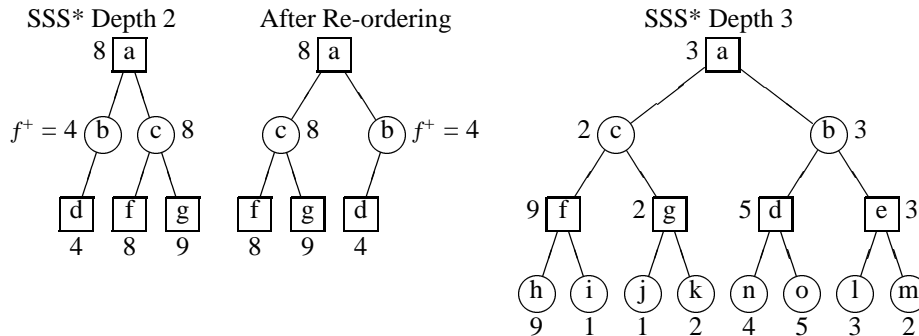 SSS* Depth 2 After Re-ordering SSS* Depth 3
8 a 8 a 3 a
f+ = 4 b c 8 c 8 b f+ = 4 2 c b 3
d f g f g d 9 f 2 g 5 d e 3
4 8 9 8 9 4
h i j k n o l m
9 1 1 2 4 5 3 2